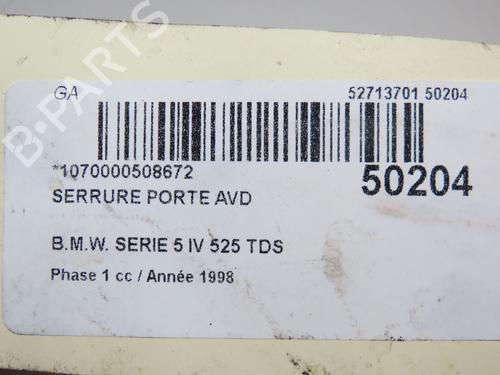 B-PARTS
GA 52713701 50204
*1070000508672 50204
SERRURE PORTE AVD
B.M.W. SERIE 5 IV 525 TDS
Phase 1 cc / Année 1998